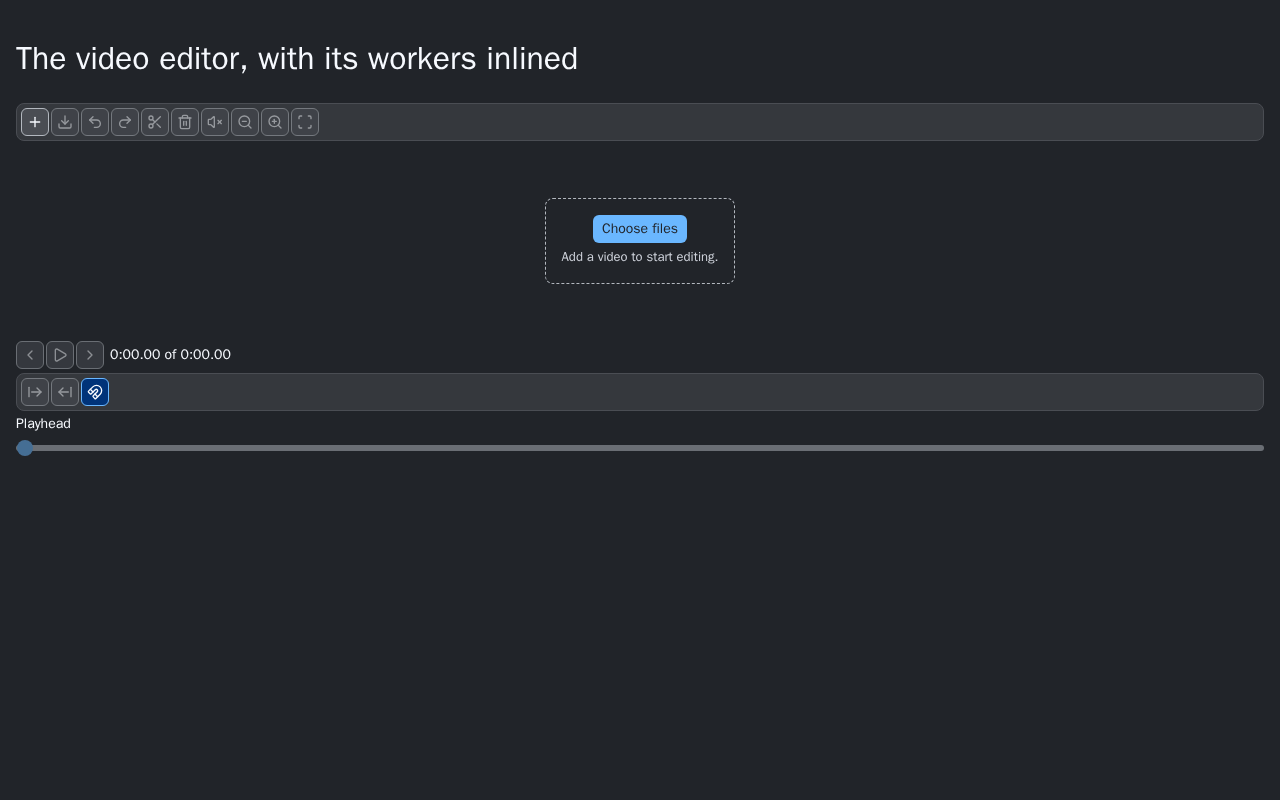 The video editor, with its workers inlined
Choose files
Add a video to start editing.
0:00.00 of 0:00.00
Playhead